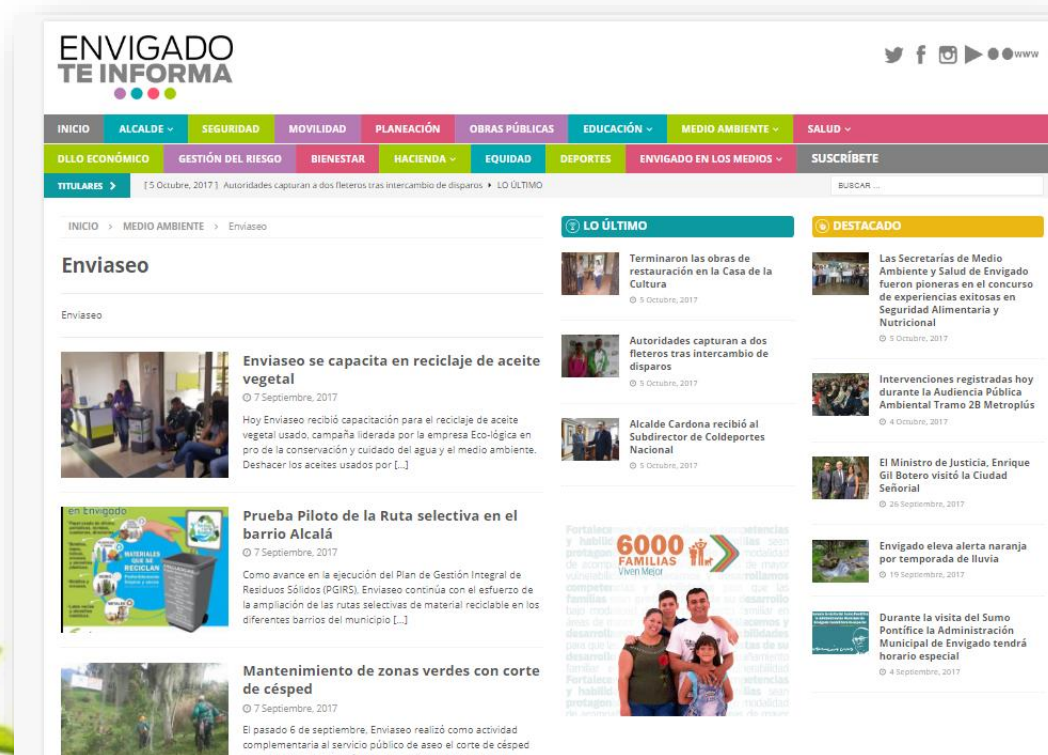 ENVIGADO
TE INFORMA
www
INICIO ALCALDE SEGURIDAD MOVILIDAD PLANEACIÓN OBRAS PÚBLICAS EDUCACIÓN MEDIO AMBIENTE SALUD
DLLO ECONÓMICO GESTIÓN DEL RIESGO BIENESTAR HACIENDA EQUIDAD DEPORTES ENVIGADO EN LOS MEDIOS SUSCRÍBETE
TITULARES [ 5 Octubre, 2017 ] Autoridades capturan a dos fleteros tras intercambio de disparos LO ÚLTIMO BUSCAR ...
INICIO > MEDIO AMBIENTE > Enviaseo
Enviaseo
Enviaseo
Enviaseo se capacita en reciclaje de aceite
vegetal
7 Septiembre, 2017
Hoy Enviaseo recibió capacitación para el reciclaje de aceite
vegetal usado, campaña liderada por la empresa Eco-lógica en
pro de la conservación y cuidado del agua y el medio ambiente.
Deshacer los aceites usados por [...]
en Envigado
MATERIALES
QUE NE
RECICLAN
Prueba Piloto de la Ruta selectiva en el
barrio Alcalá
7 Septiembre, 2017
Como avance en la ejecución del Plan de Gestión Integral de
Residuos Sólidos (PGIRS), Enviaseo continúa con el esfuerzo de
la ampliación de las rutas selectivas de material reciclable en los
diferentes barrios del municipio [...]
Mantenimiento de zonas verdes con corte
de césped
7 Septiembre, 2017
El pasado 6 de septiembre, Enviaseo realizó como actividad
complementaria al servicio público de aseo el corte de césped
LO ÚLTIMO
Terminaron las obras de
restauración en la Casa de la
Cultura
5 Octubre, 2017
Autoridades capturan a dos
fleteros tras intercambio de
disparos
5 Octubre, 2017
Alcalde Cardona recibió al
Subdirector de Coldeportes
Nacional
5 Octubre, 2017
6000
FAMILIAS
Viven Mejor
DESTACADO
Las Secretarías de Medio
Ambiente y Salud de Envigado
fueron pioneras en el concurso
de experiencias exitosas en
Seguridad Alimentaria y
Nutricional
5 Octubre, 2017
Intervenciones registradas hoy
durante la Audiencia Pública
Ambiental Tramo 2B Metroplús
4 Octubre, 2017
El Ministro de Justicia, Enrique
Gil Botero visitó la Ciudad
Señorial
26 Septiembre, 2017
Envigado eleva alerta naranja
por temporada de lluvia
19 Septiembre, 2017
Durante la visita del Sumo
Pontífice la Administración
Municipal de Envigado tendrá
horario especial
4 Septiembre, 2017